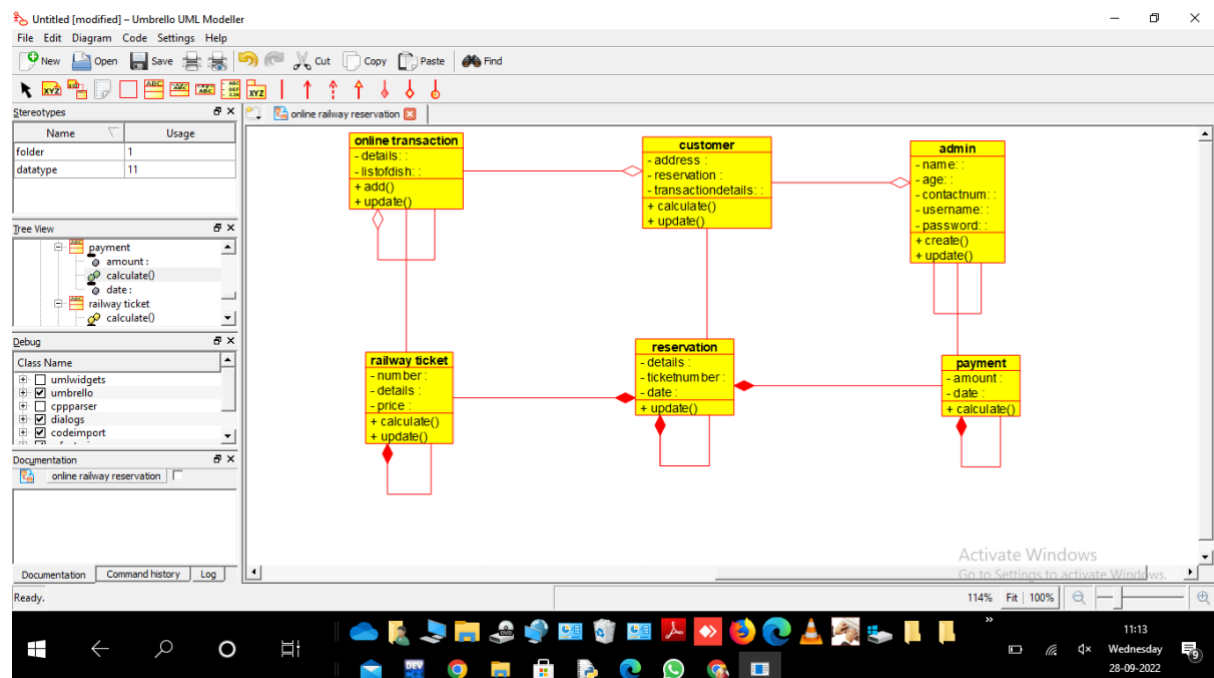 Untitled [modified] – Umbrello UML Modeller
File Edit Diagram Code Settings Help
New Open Save Cut Copy Paste Find
Stereotypes
Name Usage
folder 1
datatype 11
Tree View
payment
amount :
calculate()
date :
railway ticket
calculate()
Debug
Class Name
umlwidgets
umbrello
cppparser
dialogs
codeimport
Documentation
online railway reservation
Documentation Command history Log
Ready.
online railway reservation
online transaction
- details: :
- listofdish: :
+ add()
+ update()
customer
- address :
- reservation :
- transactiondetails: :
+ calculate()
+ update()
admin
- name: :
- age: :
- contactnum: :
- username: :
- password: :
+ create()
+ update()
railway ticket
- number :
- details :
- price :
+ calculate()
+ update()
reservation
- details :
- ticketnumber :
- date :
+ update()
payment
- amount :
- date :
+ calculate()
Activate Windows
Go to Settings to activate Windows.
114% Fit 100%
11:13
Wednesday
28-09-2022